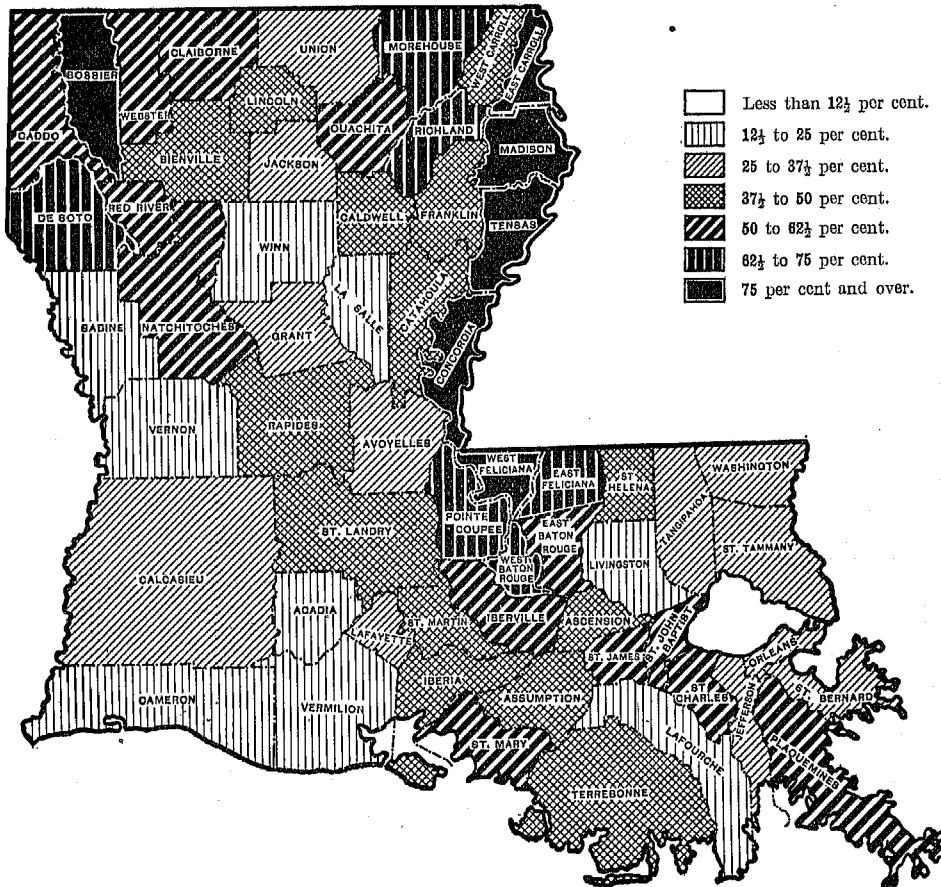 UNION
MOREHOUSE
WEST CARROLL
EAST CARROLL
CLAIBORNE
BOSSIER
WEBSTER
LINCOLN
CADDO
OUACHITA
RICHLAND
BIENVILLE
JACKSON
MADISON
DE SOTO
RED RIVER
CALDWELL
FRANKLIN
TENSAS
WINN
LA SALLE
CATAHOULA
SABINE
NATCHITOCHES
GRANT
CONCORDIA
VERNON
RAPIDES
AVOYELLES
WEST
FELICIANA
EAST
FELICIANA
ST.
HELENA
TANGIPAHOA
WASHINGTON
POINTE
COUPEE
EAST
BATON
ROUGE
ST. LANDRY
ST. TAMMANY
WEST
BATON
ROUGE
LIVINGSTON
CALCASIEU
ACADIA
LAFAYETTE
ST. MARTIN
IBERVILLE
ASCENSION
ST. JAMES
ST. JOHN
BAPTIST
ORLEANS
CAMERON
VERMILION
IBERIA
ASSUMPTION
ST.
CHARLES
JEFFERSON
ST.
BERNARD
ST. MARY
LAFOURCHE
PLAQUEMINES
TERREBONNE
Less than 12½ per cent.
12½ to 25 per cent.
25 to 37½ per cent.
37½ to 50 per cent.
50 to 62½ per cent.
62½ to 75 per cent.
75 per cent and over.